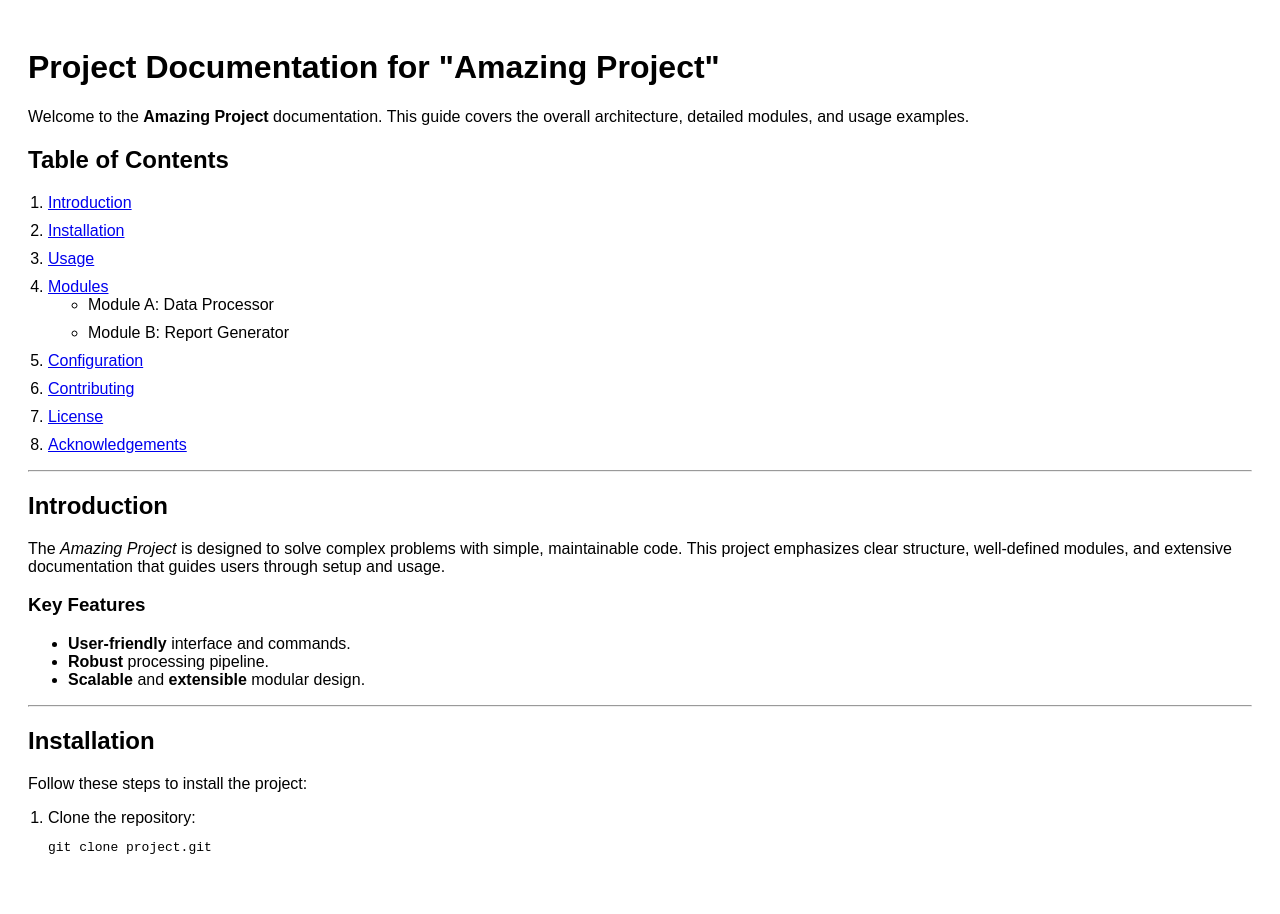 Project Documentation for "Amazing Project"
Welcome to the Amazing Project documentation. This guide covers the overall architecture, detailed modules, and usage examples.
Table of Contents
1. Introduction
2. Installation
3. Usage
4. Modules
◦ Module A: Data Processor
◦ Module B: Report Generator
5. Configuration
6. Contributing
7. License
8. Acknowledgements
Introduction
The Amazing Project is designed to solve complex problems with simple, maintainable code. This project emphasizes clear structure, well-defined modules, and extensive
documentation that guides users through setup and usage.
Key Features
• User-friendly interface and commands.
• Robust processing pipeline.
• Scalable and extensible modular design.
Installation
Follow these steps to install the project:
1. Clone the repository:
git clone project.git